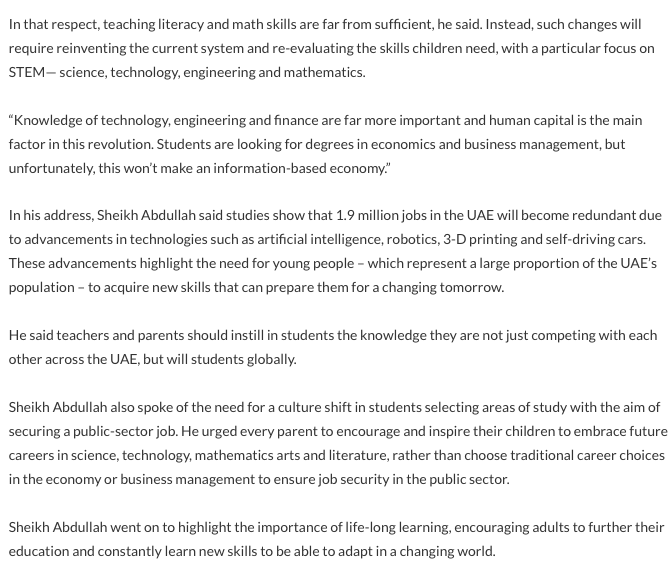 In that respect, teaching literacy and math skills are far from sufficient, he said. Instead, such changes will
require reinventing the current system and re-evaluating the skills children need, with a particular focus on
STEM— science, technology, engineering and mathematics.
“Knowledge of technology, engineering and finance are far more important and human capital is the main
factor in this revolution. Students are looking for degrees in economics and business management, but
unfortunately, this won’t make an information-based economy.”
In his address, Sheikh Abdullah said studies show that 1.9 million jobs in the UAE will become redundant due
to advancements in technologies such as artificial intelligence, robotics, 3-D printing and self-driving cars.
These advancements highlight the need for young people – which represent a large proportion of the UAE’s
population – to acquire new skills that can prepare them for a changing tomorrow.
He said teachers and parents should instill in students the knowledge they are not just competing with each
other across the UAE, but will students globally.
Sheikh Abdullah also spoke of the need for a culture shift in students selecting areas of study with the aim of
securing a public-sector job. He urged every parent to encourage and inspire their children to embrace future
careers in science, technology, mathematics arts and literature, rather than choose traditional career choices
in the economy or business management to ensure job security in the public sector.
Sheikh Abdullah went on to highlight the importance of life-long learning, encouraging adults to further their
education and constantly learn new skills to be able to adapt in a changing world.